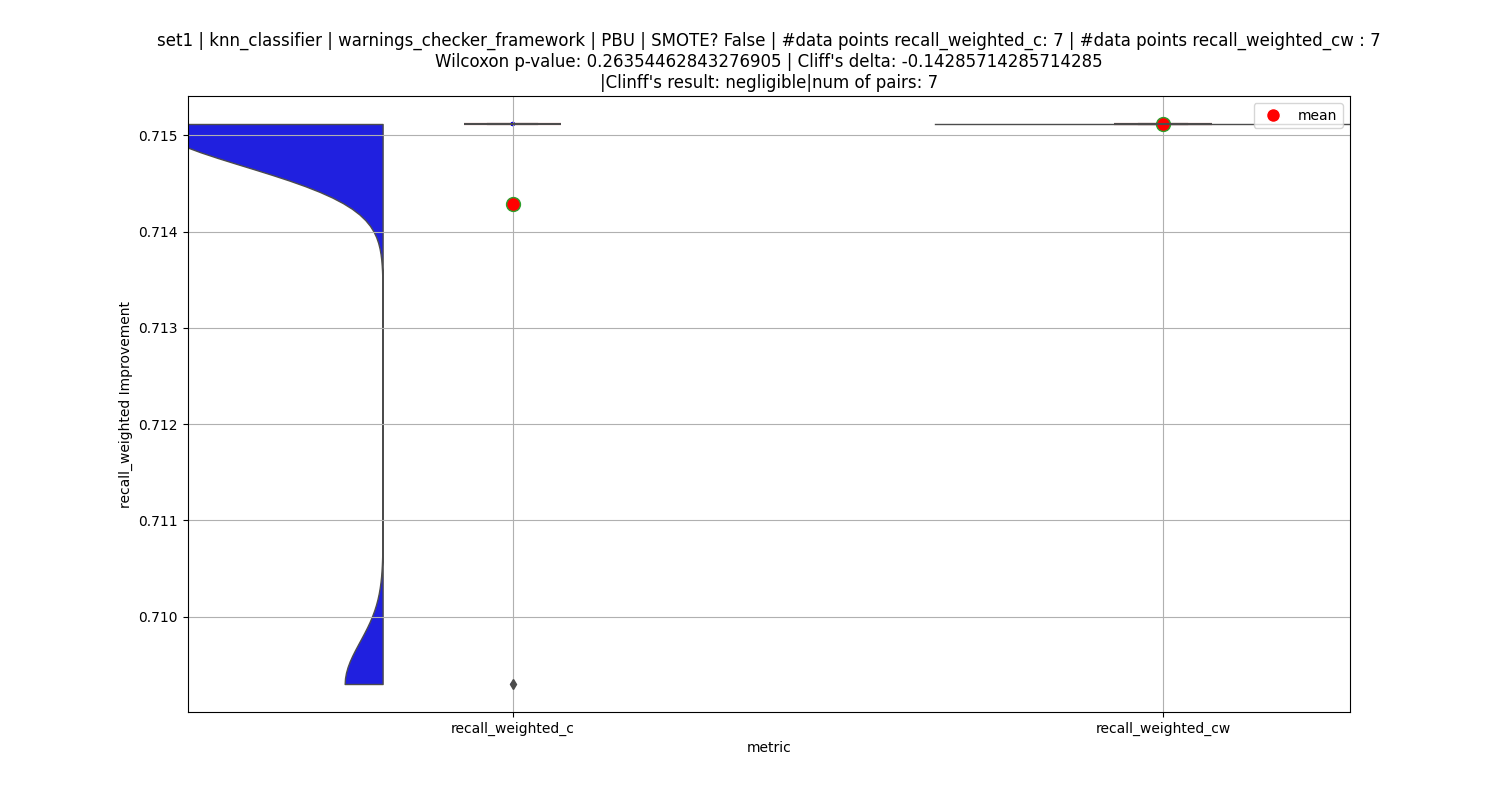 set1 | knn_classifier | warnings_checker_framework | PBU | SMOTE? False | #data points recall_weighted_c: 7 | #data points recall_weighted_cw : 7
Wilcoxon p-value: 0.26354462843276905 | Cliff's delta: -0.14285714285714285
|Clinff's result: negligible|num of pairs: 7
mean
0.715
0.714
0.713
0.712
0.711
0.710
recall_weighted Improvement
recall_weighted_c
recall_weighted_cw
metric